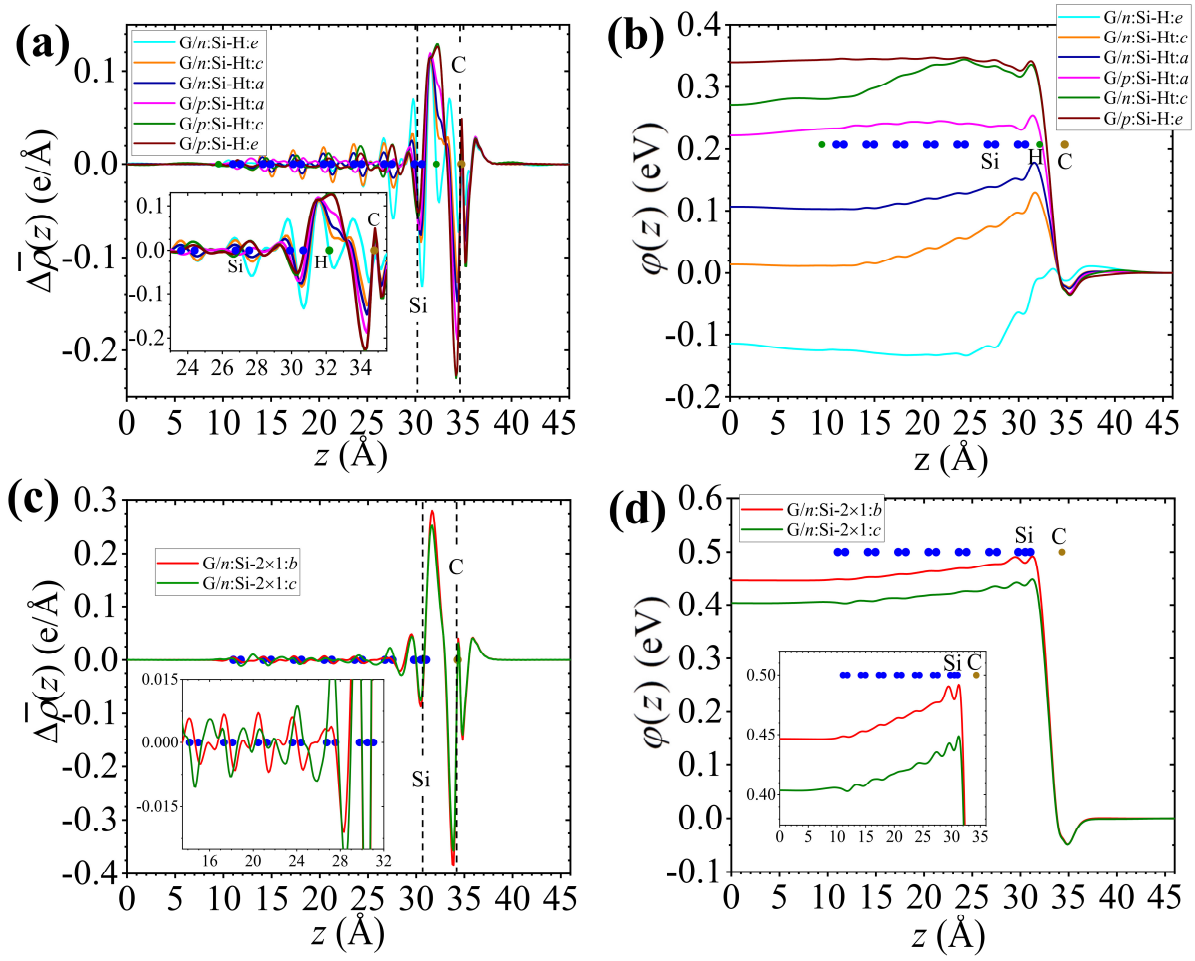 (a)
G/n:Si-H:e
G/n:Si-Ht:c
G/n:Si-Ht:a
G/p:Si-Ht:a
G/p:Si-Ht:c
G/p:Si-H:e
C
Si
0.1
0.0
-0.1
-0.2
Δρ̄(z) (e/Å)
0.1
0.0
-0.1
-0.2
C
Si
H
24 26 28 30 32 34
0 5 10 15 20 25 30 35 40 45
z (Å)
(b)
G/n:Si-H:e
G/n:Si-Ht:c
G/n:Si-Ht:a
G/p:Si-Ht:a
G/n:Si-Ht:c
G/p:Si-H:e
0.4
0.3
0.2
0.1
0.0
-0.1
-0.2
φ(z) (eV)
Si
H
C
0 5 10 15 20 25 30 35 40 45
z (Å)
(c)
G/n:Si-2×1:b
G/n:Si-2×1:c
C
Si
0.3
0.2
0.1
0.0
-0.1
-0.2
-0.3
-0.4
Δρ̄(z) (e/Å)
0.015
0.000
-0.015
16 20 24 28 32
0 5 10 15 20 25 30 35 40 45
z (Å)
(d)
G/n:Si-2×1:b
G/n:Si-2×1:c
Si
C
0.6
0.5
0.4
0.3
0.2
0.1
0.0
-0.1
φ(z) (eV)
Si
C
0.50
0.45
0.40
0 5 10 15 20 25 30 35
0 5 10 15 20 25 30 35 40 45
z (Å)